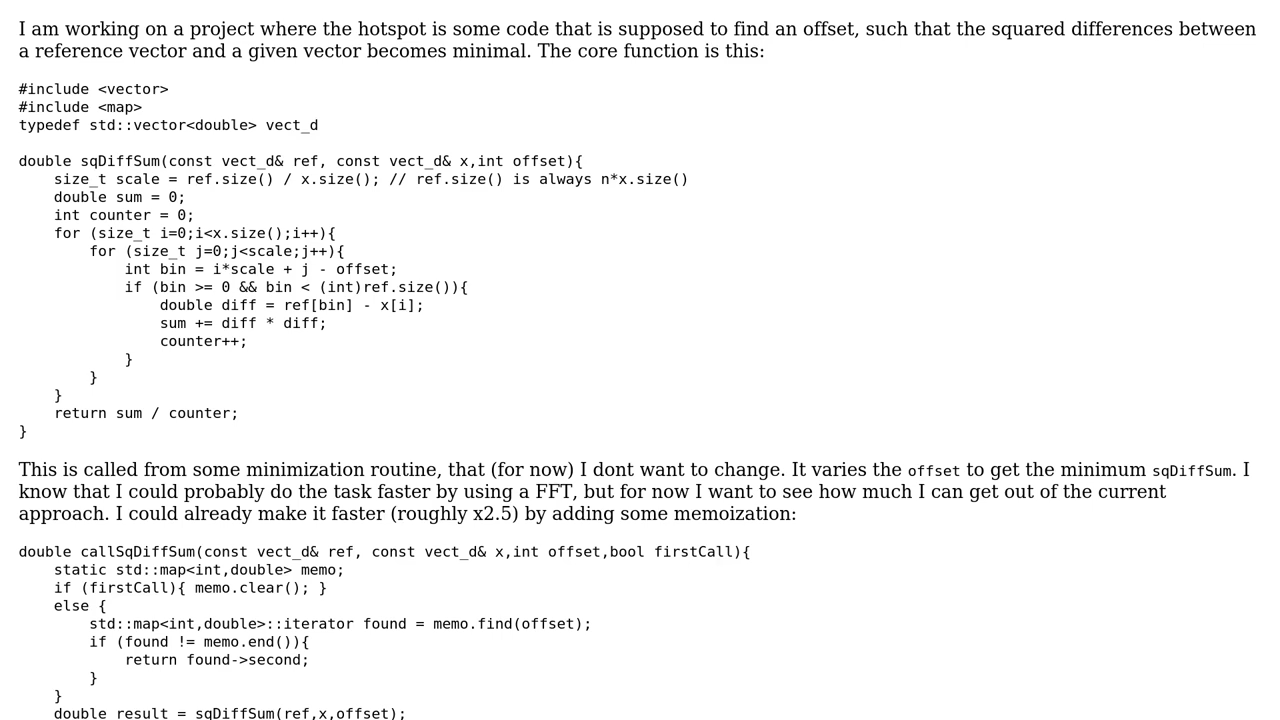 I am working on a project where the hotspot is some code that is supposed to find an offset, such that the squared differences between
a reference vector and a given vector becomes minimal. The core function is this:
#include <vector>
#include <map>
typedef std::vector<double> vect_d
double sqDiffSum(const vect_d& ref, const vect_d& x,int offset){
    size_t scale = ref.size() / x.size(); // ref.size() is always n*x.size()
    double sum = 0;
    int counter = 0;
    for (size_t i=0;i<x.size();i++){
        for (size_t j=0;j<scale;j++){
            int bin = i*scale + j - offset;
            if (bin >= 0 && bin < (int)ref.size()){
                double diff = ref[bin] - x[i];
                sum += diff * diff;
                counter++;
            }
        }
    }
    return sum / counter;
}
This is called from some minimization routine, that (for now) I dont want to change. It varies the offset to get the minimum sqDiffSum. I
know that I could probably do the task faster by using a FFT, but for now I want to see how much I can get out of the current
approach. I could already make it faster (roughly x2.5) by adding some memoization:
double callSqDiffSum(const vect_d& ref, const vect_d& x,int offset,bool firstCall){
    static std::map<int,double> memo;
    if (firstCall){ memo.clear(); }
    else {
        std::map<int,double>::iterator found = memo.find(offset);
        if (found != memo.end()){
            return found->second;
        }
    }
    double result = sqDiffSum(ref,x,offset);